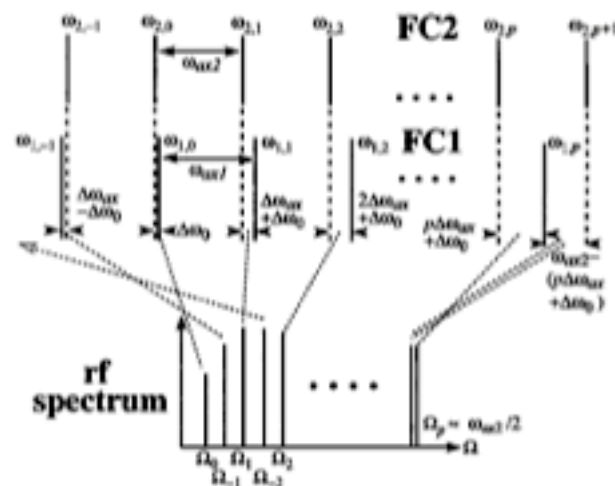 ω2,-1 ω2,0 ω2,1 ω2,2 FC2 ω2,p ω2,p+1
ωax2
ω1,-1 ω1,0 ω1,1 ω1,2 FC1 ω1,p
ωax1
Δωax
-Δω0
Δω0
Δωax
+Δω0
2Δωax
+Δω0
pΔωax
+Δω0
ωax2-
(pΔωax
+Δω0)
rf
spectrum
Ωp ≈ ωax2/2
Ω
Ω0 Ω1 Ω2
Ω-1 Ω-2